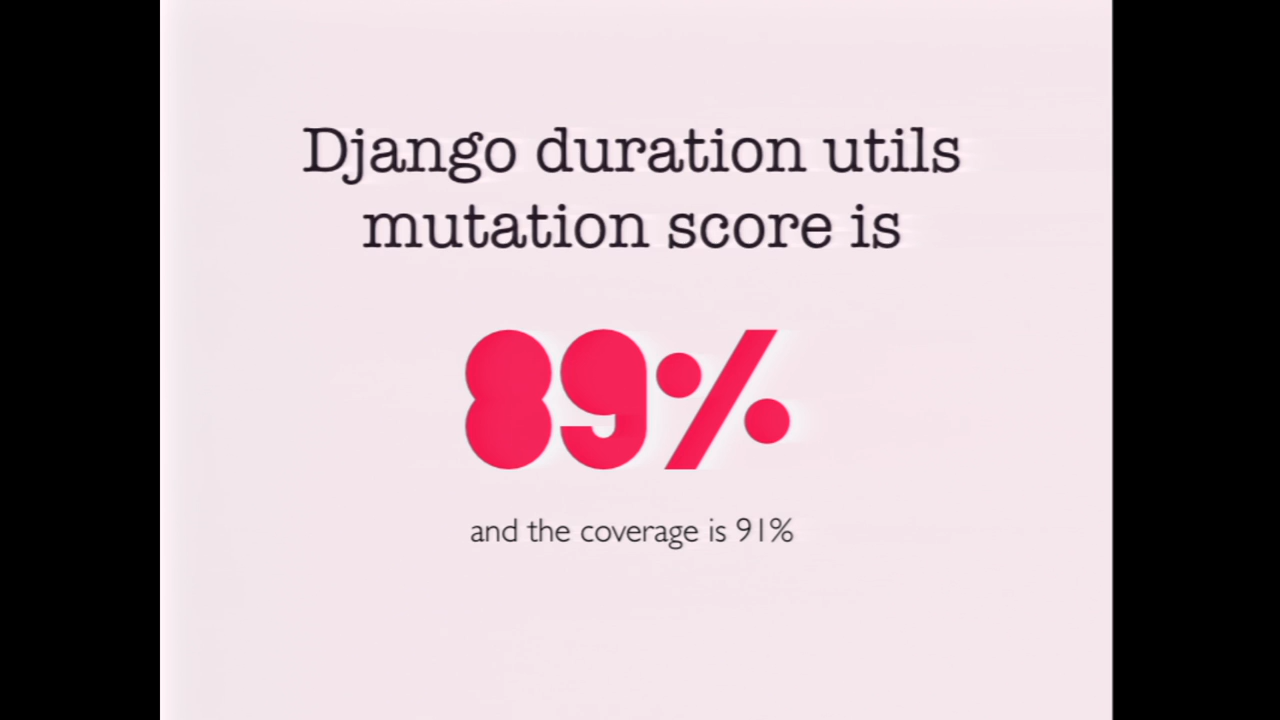 Django duration utils
mutation score is
89%
and the coverage is 91%